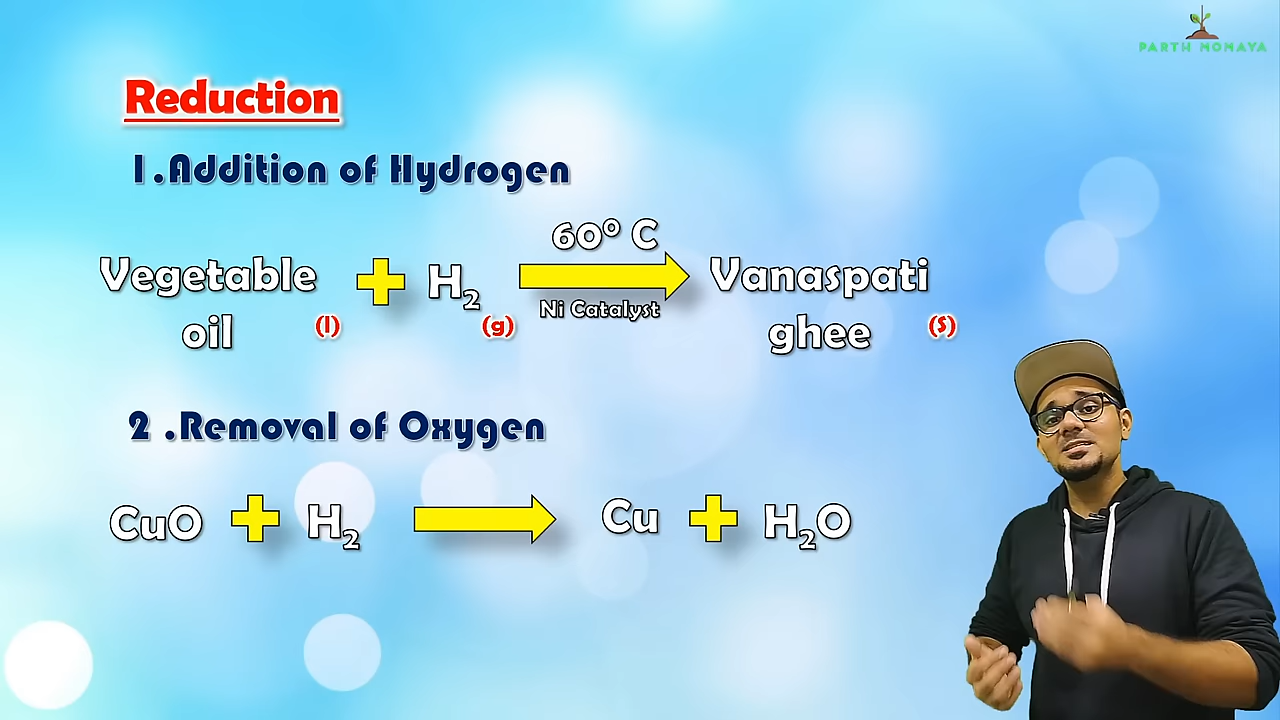 PARTH MOMAYA
Reduction
1.Addition of Hydrogen
60° C
Vegetable + H2 Vanaspati
Ni Catalyst
oil (l) (g) ghee (s)
2 .Removal of Oxygen
CuO + H2 Cu + H2O